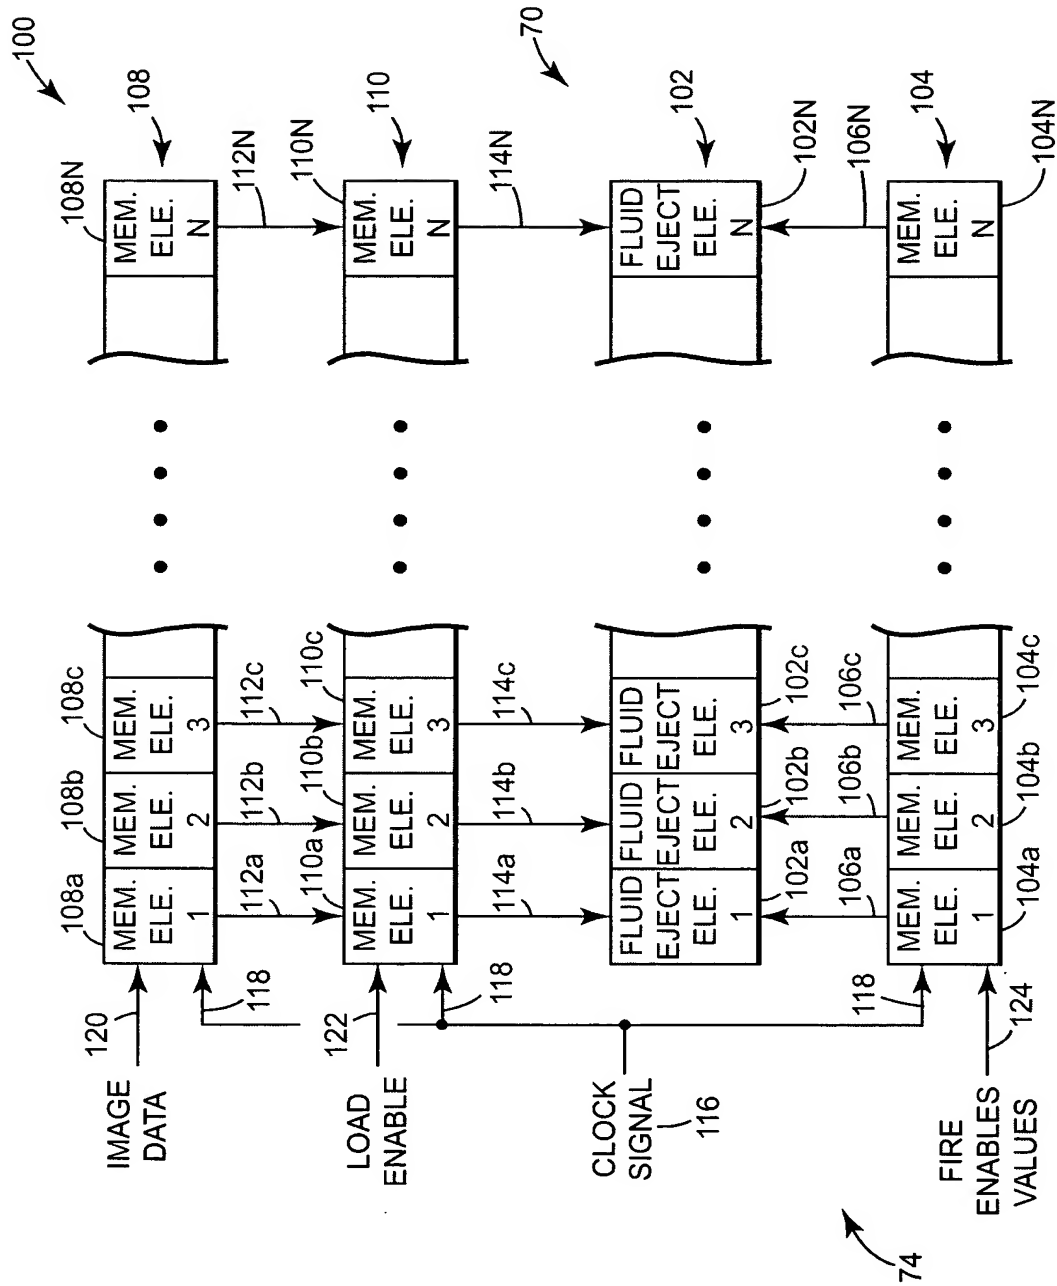 100
70
108
110
102
104
108N
112N
110N
114N
102N
106N
104N
MEM.
ELE.
N
MEM.
ELE.
N
FLUID
EJECT
ELE.
N
MEM.
ELE.
N
108a
108b
108c
MEM.
ELE.
1
MEM.
ELE.
2
MEM.
ELE.
3
112a
112b
112c
110a
110b
110c
MEM.
ELE.
1
MEM.
ELE.
2
MEM.
ELE.
3
114a
114b
114c
FLUID
EJECT
ELE.
1
FLUID
EJECT
ELE.
2
FLUID
EJECT
ELE.
3
102a
102b
102c
106a
106b
106c
MEM.
ELE.
1
MEM.
ELE.
2
MEM.
ELE.
3
104a
104b
104c
120
118
122
118
118
124
IMAGE
DATA
LOAD
ENABLE
CLOCK
SIGNAL
116
FIRE
ENABLES
VALUES
74